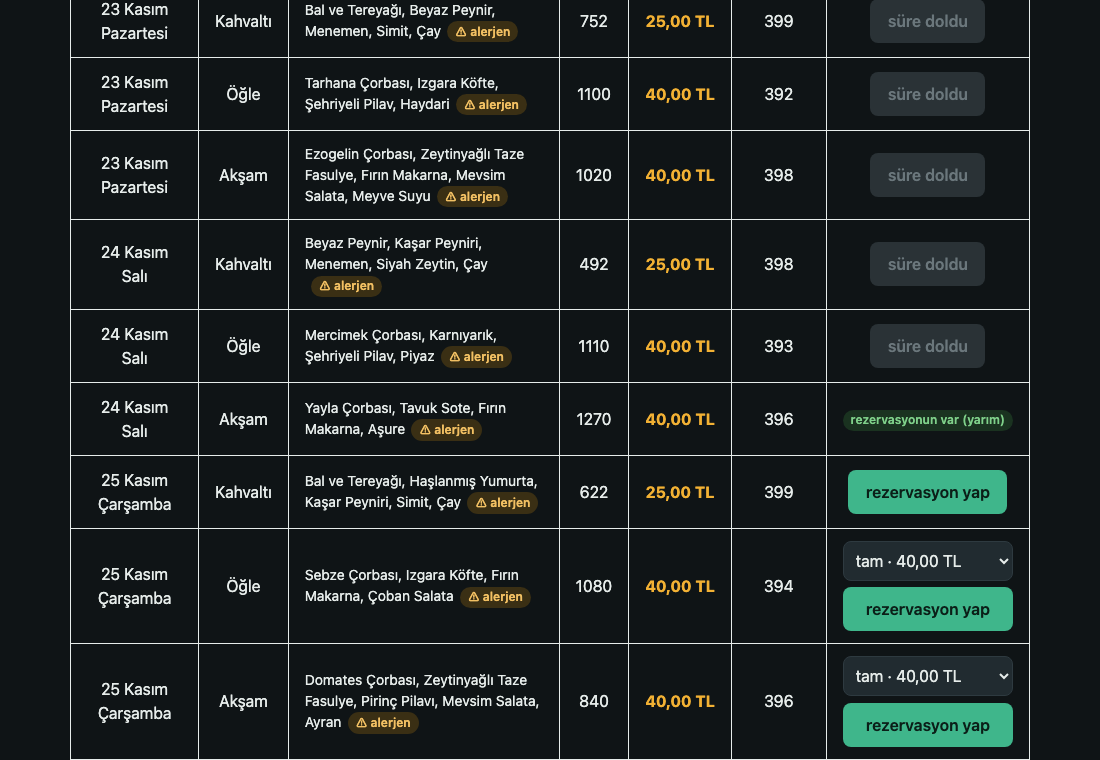 23 Kasım
Pazartesi
Kahvaltı
Bal ve Tereyağı, Beyaz Peynir,
Menemen, Simit, Çay ⚠ alerjen
752
25,00 TL
399
süre doldu
23 Kasım
Pazartesi
Öğle
Tarhana Çorbası, Izgara Köfte,
Şehriyeli Pilav, Haydari ⚠ alerjen
1100
40,00 TL
392
süre doldu
23 Kasım
Pazartesi
Akşam
Ezogelin Çorbası, Zeytinyağlı Taze
Fasulye, Fırın Makarna, Mevsim
Salata, Meyve Suyu ⚠ alerjen
1020
40,00 TL
398
süre doldu
24 Kasım
Salı
Kahvaltı
Beyaz Peynir, Kaşar Peyniri,
Menemen, Siyah Zeytin, Çay
⚠ alerjen
492
25,00 TL
398
süre doldu
24 Kasım
Salı
Öğle
Mercimek Çorbası, Karnıyarık,
Şehriyeli Pilav, Piyaz ⚠ alerjen
1110
40,00 TL
393
süre doldu
24 Kasım
Salı
Akşam
Yayla Çorbası, Tavuk Sote, Fırın
Makarna, Aşure ⚠ alerjen
1270
40,00 TL
396
rezervasyonun var (yarım)
25 Kasım
Çarşamba
Kahvaltı
Bal ve Tereyağı, Haşlanmış Yumurta,
Kaşar Peyniri, Simit, Çay ⚠ alerjen
622
25,00 TL
399
rezervasyon yap
25 Kasım
Çarşamba
Öğle
Sebze Çorbası, Izgara Köfte, Fırın
Makarna, Çoban Salata ⚠ alerjen
1080
40,00 TL
394
tam · 40,00 TL
rezervasyon yap
25 Kasım
Çarşamba
Akşam
Domates Çorbası, Zeytinyağlı Taze
Fasulye, Pirinç Pilavı, Mevsim Salata,
Ayran ⚠ alerjen
840
40,00 TL
396
tam · 40,00 TL
rezervasyon yap